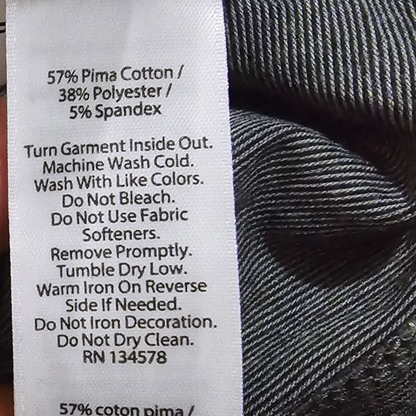 57% Pima Cotton /
38% Polyester /
5% Spandex
Turn Garment Inside Out.
Machine Wash Cold.
Wash With Like Colors.
Do Not Bleach.
Do Not Use Fabric
Softeners.
Remove Promptly.
Tumble Dry Low.
Warm Iron On Reverse
Side If Needed.
Do Not Iron Decoration.
Do Not Dry Clean.
RN 134578
57% coton pima /